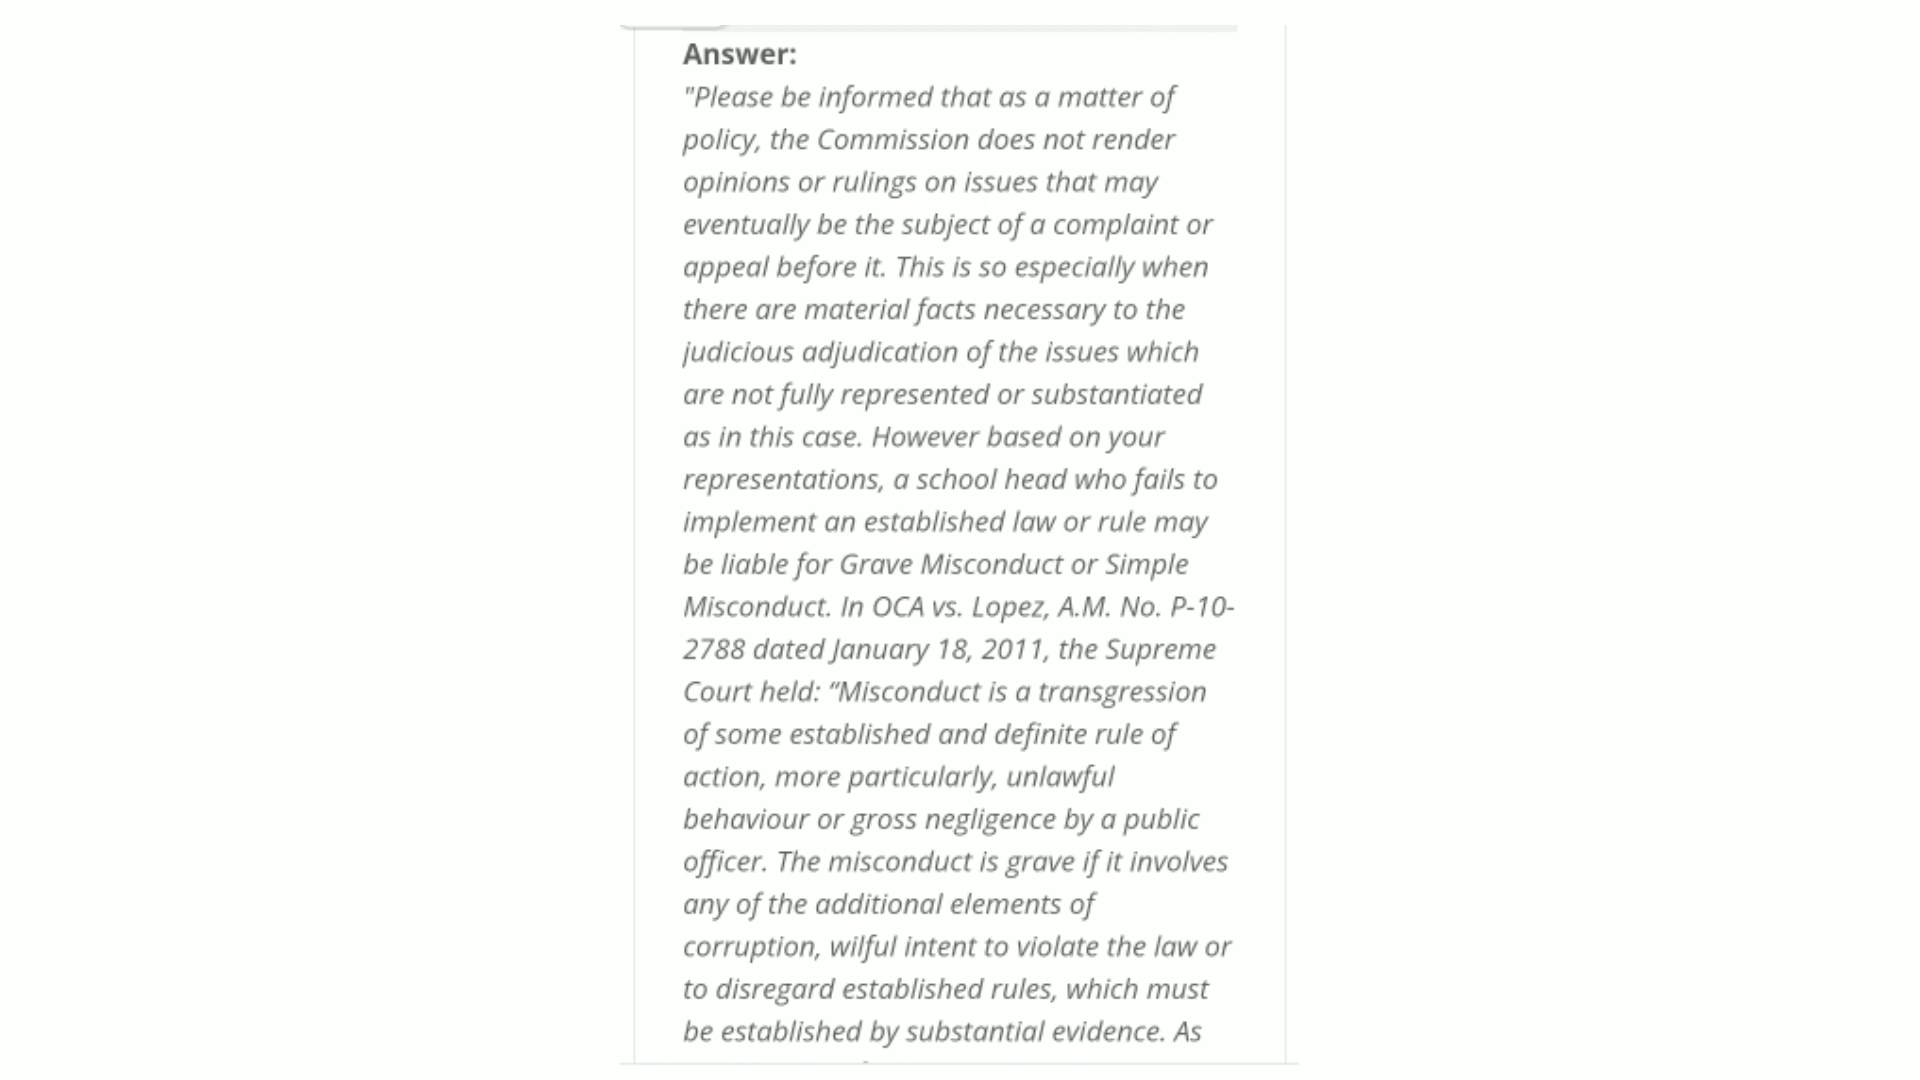 Answer:
"Please be informed that as a matter of
policy, the Commission does not render
opinions or rulings on issues that may
eventually be the subject of a complaint or
appeal before it. This is so especially when
there are material facts necessary to the
judicious adjudication of the issues which
are not fully represented or substantiated
as in this case. However based on your
representations, a school head who fails to
implement an established law or rule may
be liable for Grave Misconduct or Simple
Misconduct. In OCA vs. Lopez, A.M. No. P-10-
2788 dated January 18, 2011, the Supreme
Court held: “Misconduct is a transgression
of some established and definite rule of
action, more particularly, unlawful
behaviour or gross negligence by a public
officer. The misconduct is grave if it involves
any of the additional elements of
corruption, wilful intent to violate the law or
to disregard established rules, which must
be established by substantial evidence. As